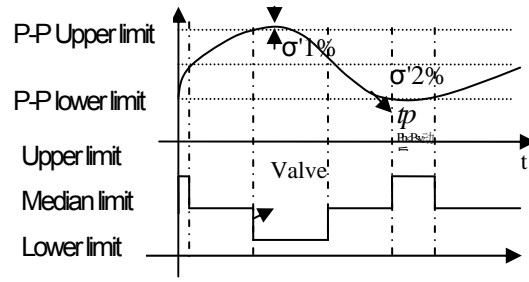 P-P Upper limit
σ'1%
σ'2%
P-P lower limit
tp
Upper limit
t
Valve
Median limit
Lower limit